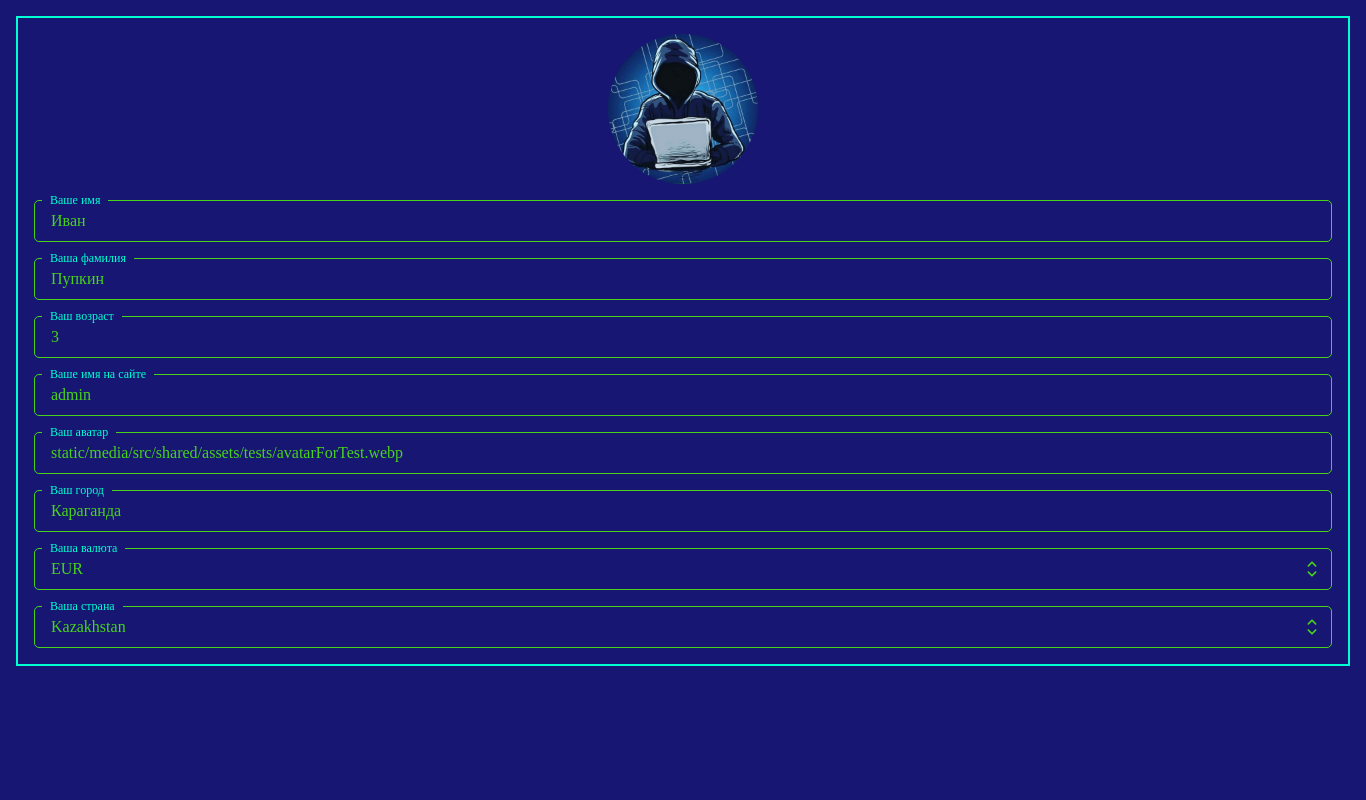 Ваше имя
Иван
Ваша фамилия
Пупкин
Ваш возраст
3
Ваше имя на сайте
admin
Ваш аватар
static/media/src/shared/assets/tests/avatarForTest.webp
Ваш город
Караганда
Ваша валюта
EUR
Ваша страна
Kazakhstan